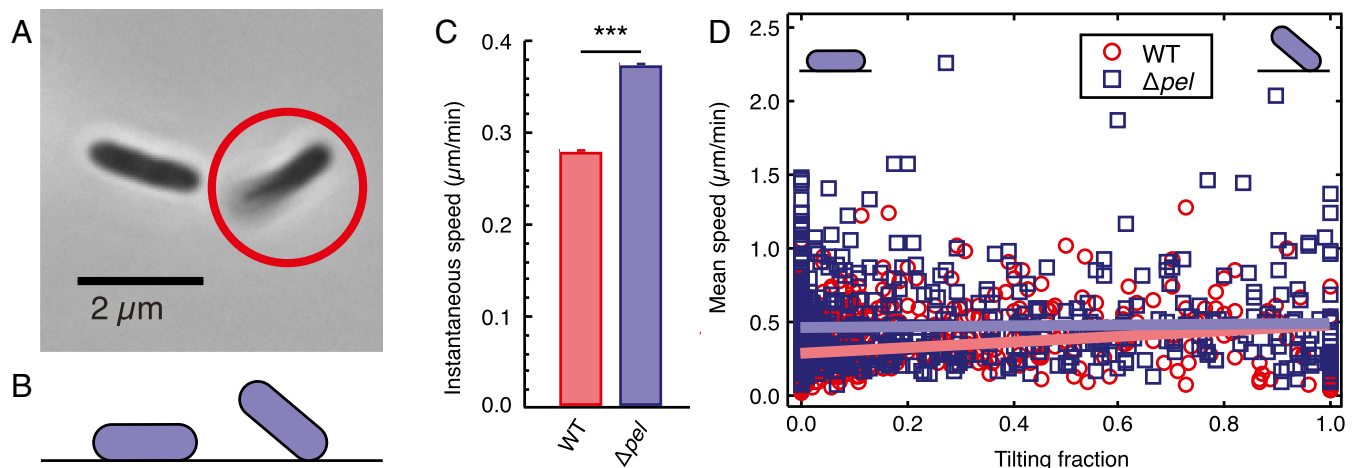 A
2 µm
B
C
Instantaneous speed (µm/min)
0.4
0.3
0.2
0.1
0.0
***
WT
Δpel
D
Mean speed (µm/min)
2.5
2.0
1.5
1.0
0.5
0.0
WT
Δpel
0.0 0.2 0.4 0.6 0.8 1.0
Tilting fraction